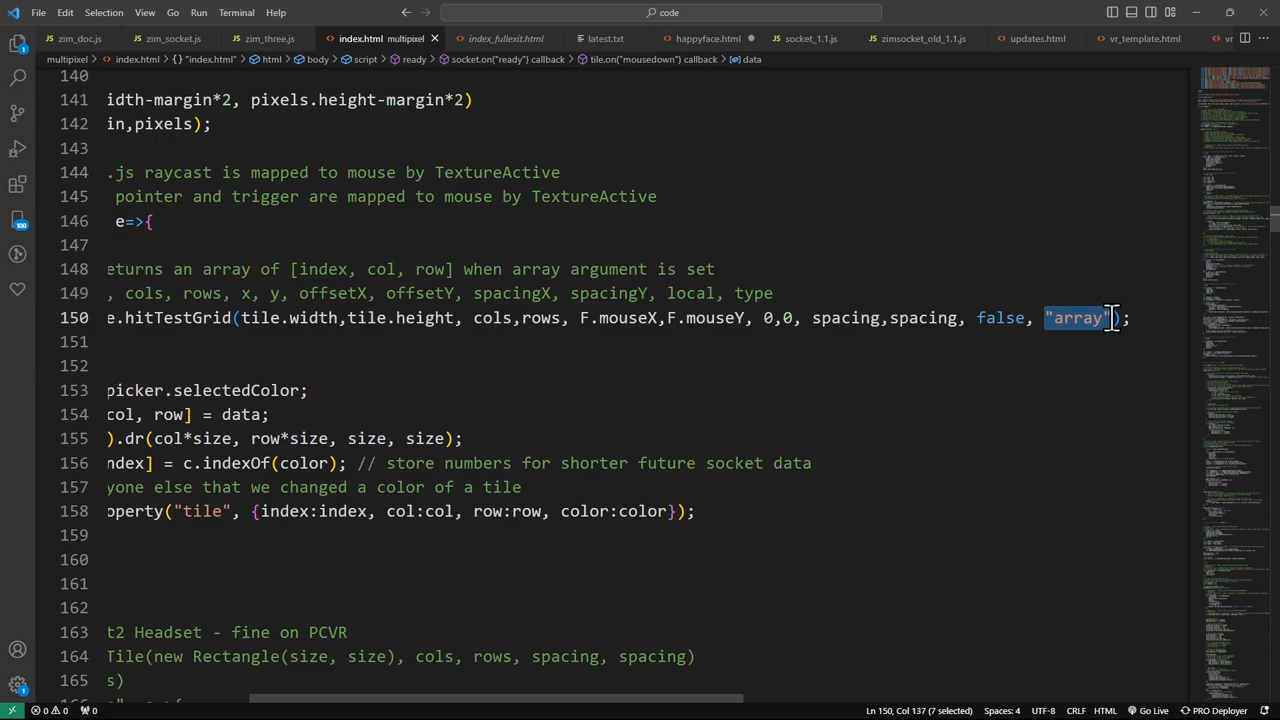 File Edit Selection View Go Run Terminal Help
code
zim_doc.js zim_socket.js zim_three.js index.html multipixel index_fullexit.html latest.txt happyface.html socket_1.1.js zimsocket_old_1.1.js updates.html vr_template.html vr
multipixel > index.html > "index.html" > html > body > script > ready > socket.on("ready") callback > tile.on("mousedown") callback > data
140
141 idth-margin*2, pixels.height-margin*2)
142 in,pixels);
143
144 .js raycast is mapped to mouse by TextureActive
145 pointer and trigger are mapped to mouse by TextureActive
146 e=>{
147
148 eturns an array of [index, col, row] when array argument is set
149 , cols, rows, x, y, offsetX, offsetY, spacingX, spacingY, local, type
150 e.hitTestGrid(tile.width,tile.height, cols,rows, F.mouseX,F.mouseY, 0,0, spacing,spacing, false, "array");
151
152
153 picker.selectedColor;
154 col, row] = data;
155 ).dr(col*size, row*size, size, size);
156 ndex] = c.indexOf(color); // store numbers for shorter future socket data
157 yone else that we changed a color of a tile
158 operty("tile", {index:index, col:col, row:row, color:color});
159
160
161
162
163 t2 Headset - fine on PCVR
164 Tile(new Rectangle(size,size), cols, rows, spacing, spacing)
165 s)
0 0 0 Ln 150, Col 137 (7 selected) Spaces: 4 UTF-8 CRLF HTML Go Live PRO Deployer